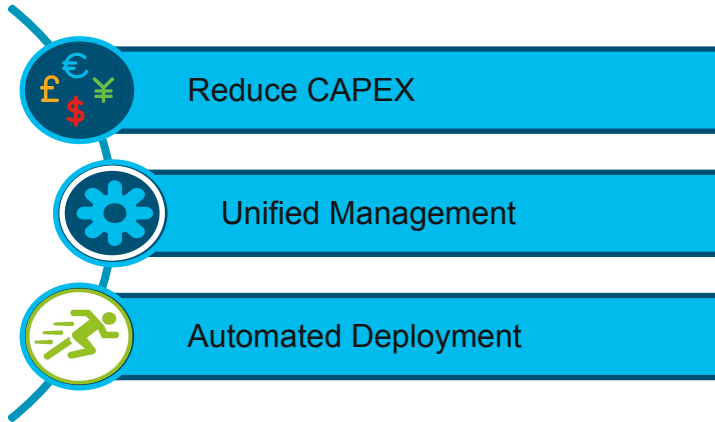 €
£ ¥
$
Reduce CAPEX
Unified Management
Automated Deployment